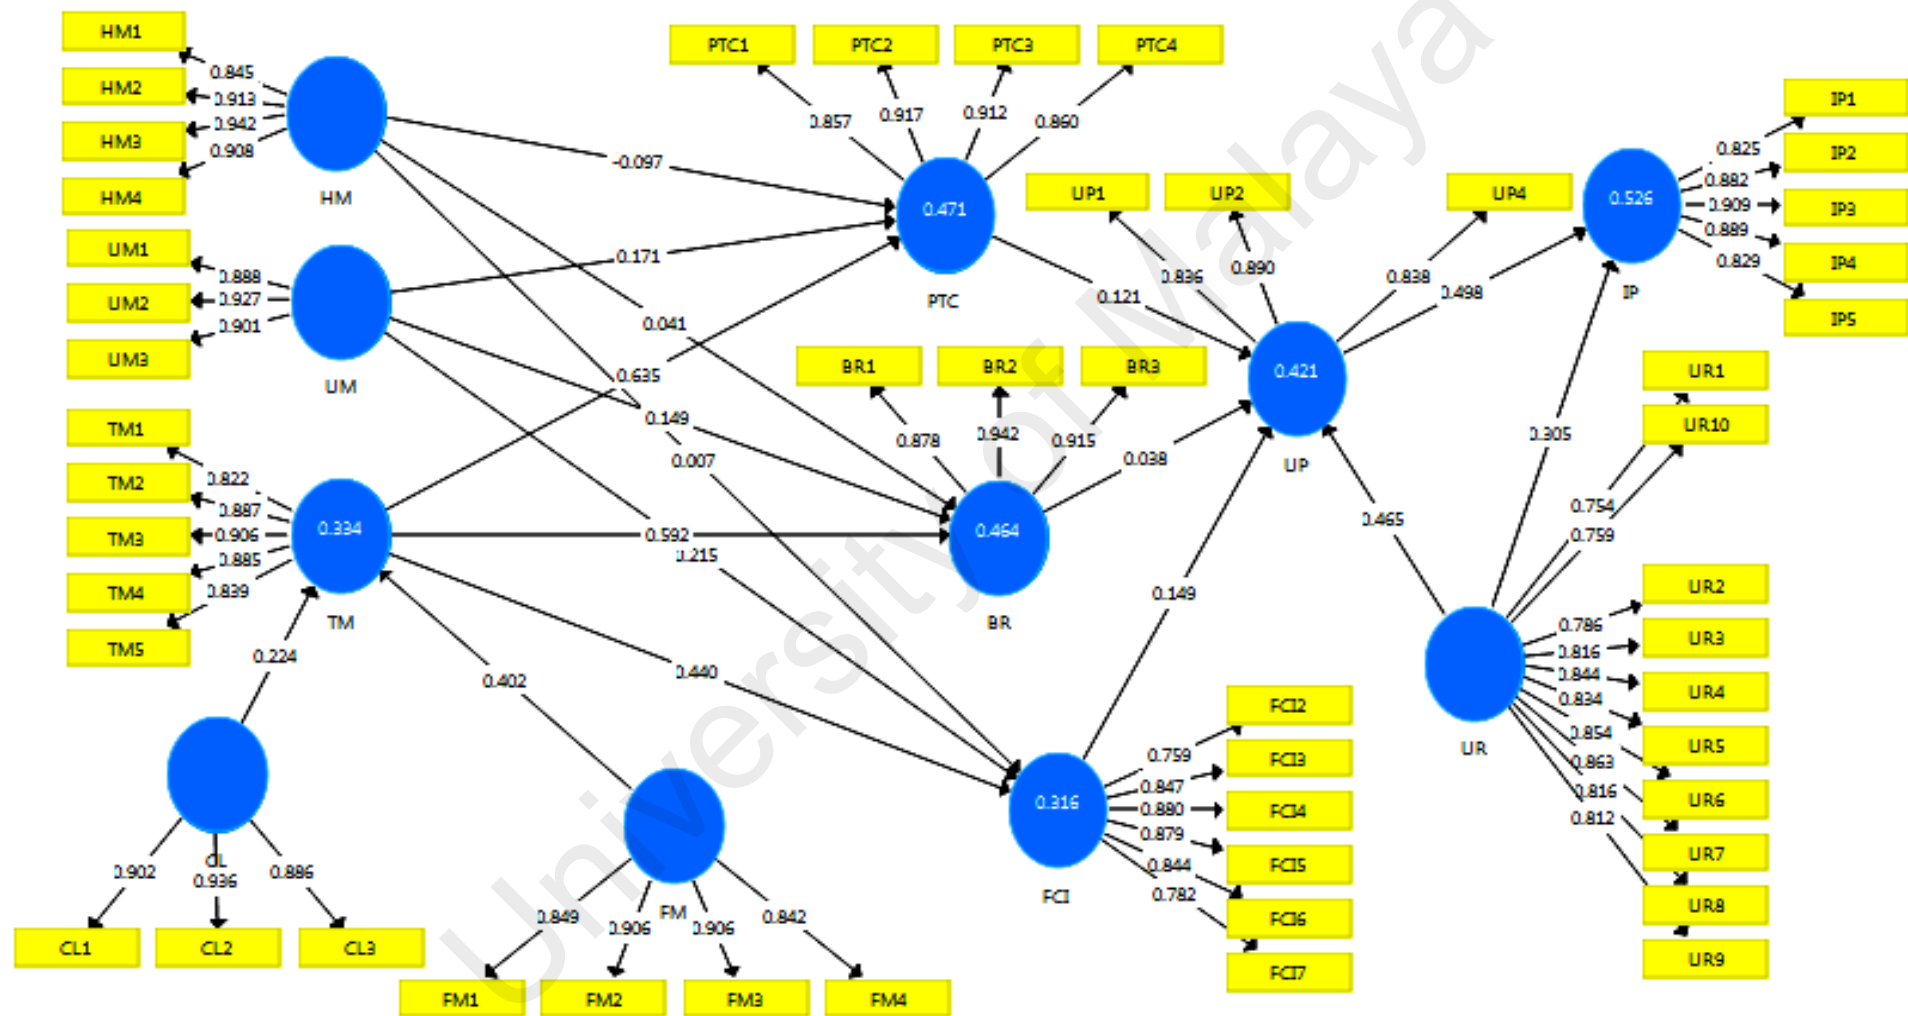 HM1
HM2
HM3
HM4
0.845
0.913
0.942
0.908
HM
UM1
UM2
UM3
0.888
0.927
0.901
UM
TM1
TM2
TM3
TM4
TM5
0.822
0.887
0.906
0.885
0.839
0.334
TM
0.224
CL
0.902
0.936
0.886
CL1
CL2
CL3
0.402
FM
0.849
0.906
0.906
0.842
FM1
FM2
FM3
FM4
PTC1
PTC2
PTC3
PTC4
0.857
0.917
0.912
0.860
0.471
PTC
-0.097
0.171
0.041
0.635
0.149
0.007
0.592
0.215
0.440
BR1
BR2
BR3
0.878
0.942
0.915
0.464
BR
FCI2
FCI3
FCI4
FCI5
FCI6
FCI7
0.759
0.847
0.880
0.879
0.844
0.782
0.316
FCI
0.121
0.038
0.149
0.465
UP1
UP2
UP4
0.836
0.890
0.838
0.421
UP
0.498
0.305
0.526
IP
0.825
0.882
0.909
0.889
0.829
IP1
IP2
IP3
IP4
IP5
UR
0.754
0.759
0.786
0.816
0.844
0.834
0.854
0.863
0.816
0.812
UR1
UR10
UR2
UR3
UR4
UR5
UR6
UR7
UR8
UR9
University of Malaya